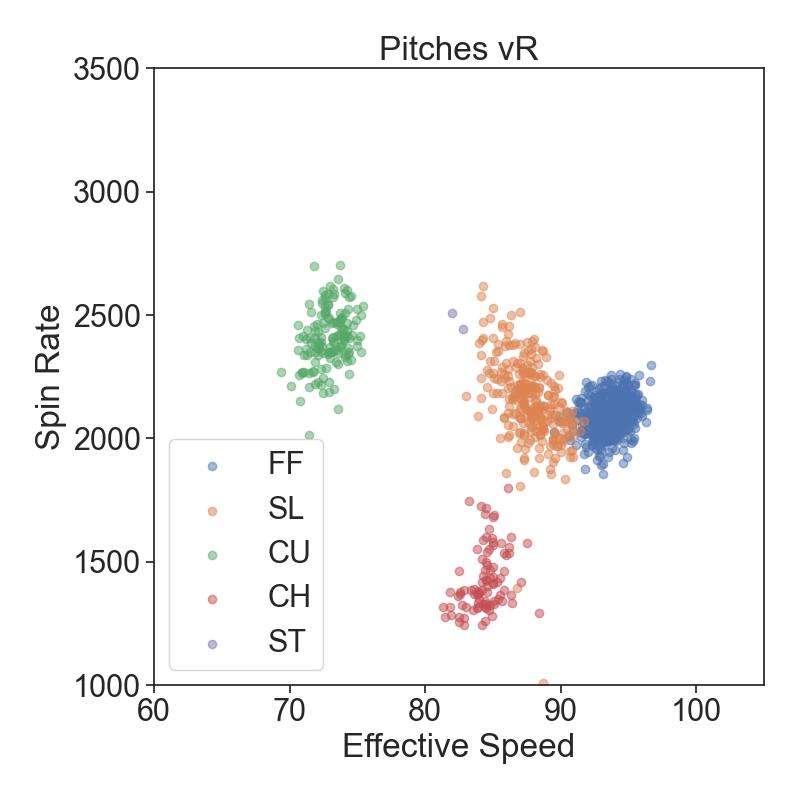 Pitches vR
3500
3000
2500
2000
1500
1000
Spin Rate
FF
SL
CU
CH
ST
60 70 80 90 100
Effective Speed